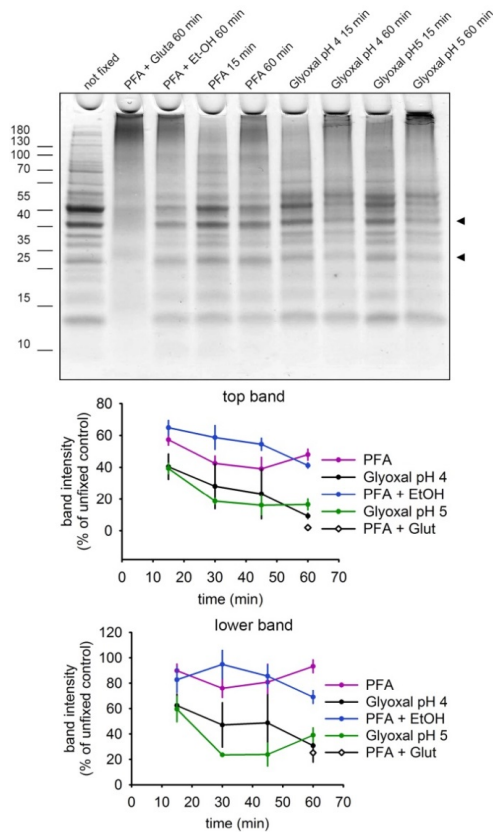 not fixed
PFA + Gluta 60 min
PFA + Et-OH 60 min
PFA 15 min
PFA 60 min
Glyoxal pH 4 15 min
Glyoxal pH 4 60 min
Glyoxal pH5 15 min
Glyoxal pH 5 60 min
180
130
100
70
55
40
35
25
15
10
top band
band intensity
(% of unfixed control)
80
60
40
20
0
0 10 20 30 40 50 60 70
time (min)
PFA
Glyoxal pH 4
PFA + EtOH
Glyoxal pH 5
PFA + Glut
lower band
band intensity
(% of unfixed control)
120
100
80
60
40
20
0
0 10 20 30 40 50 60 70
time (min)
PFA
Glyoxal pH 4
PFA + EtOH
Glyoxal pH 5
PFA + Glut